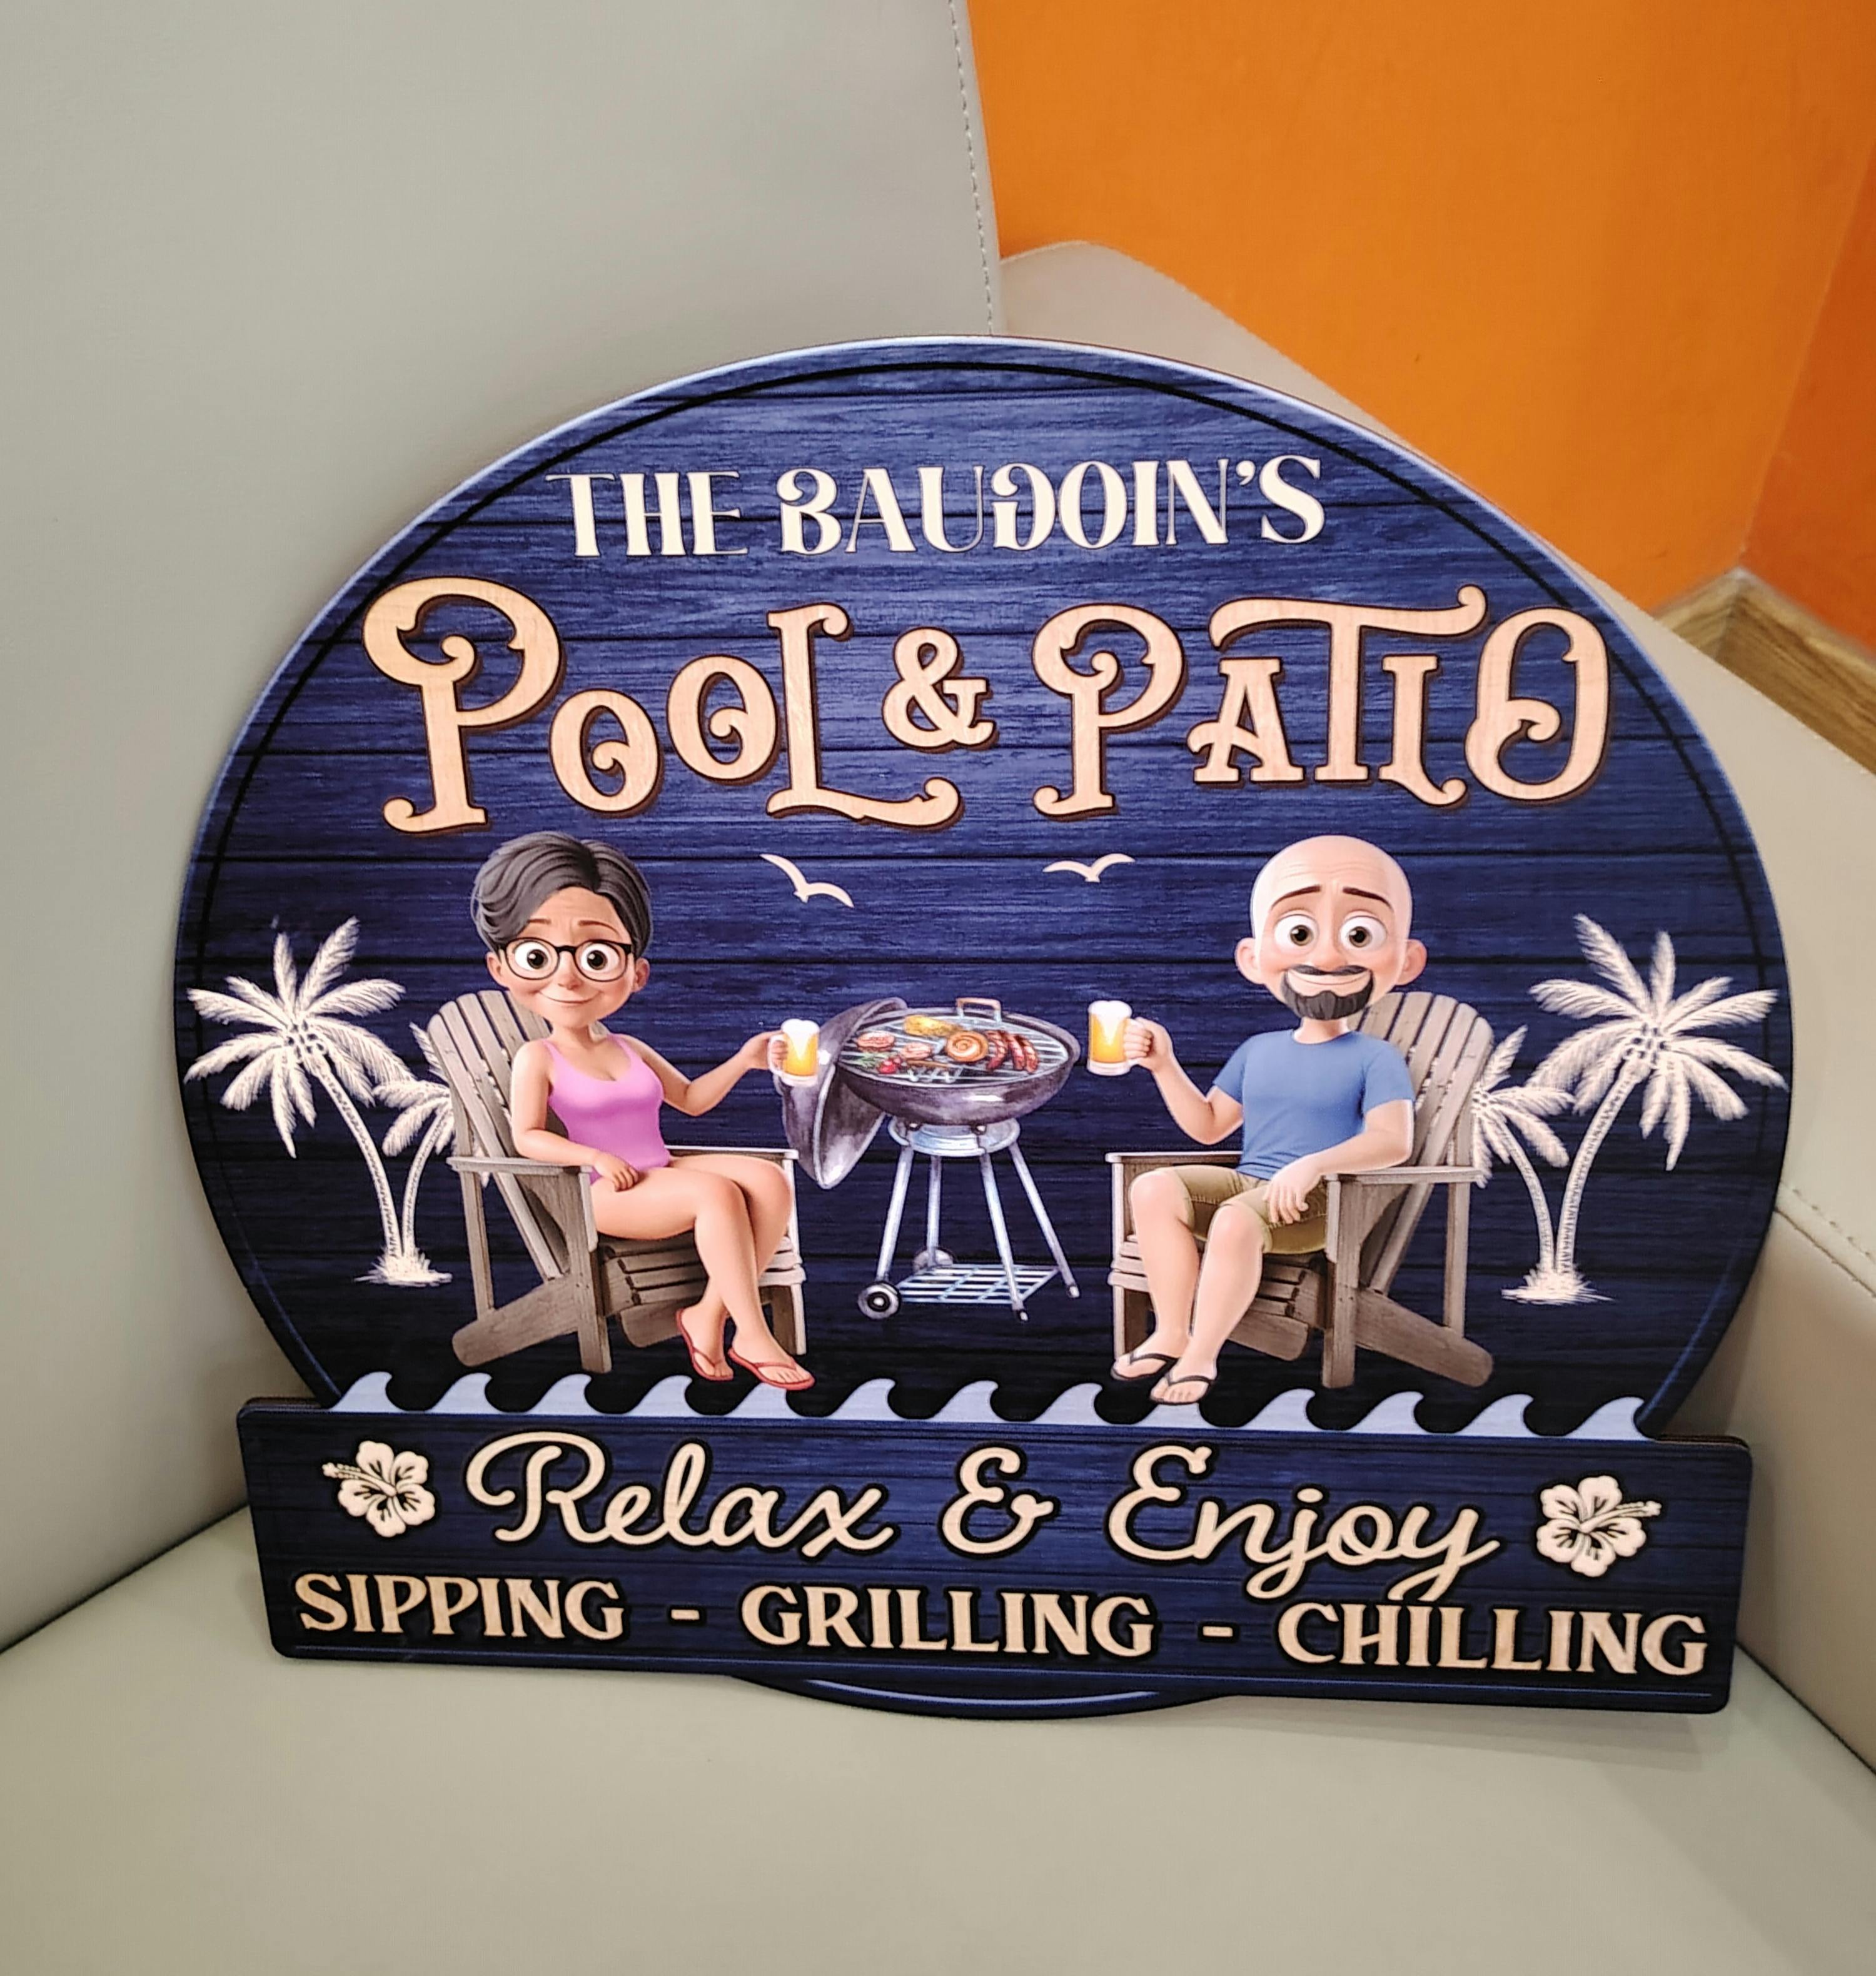 THE BAUDOIN'S
POOL & PATIO
Relax & Enjoy
SIPPING - GRILLING - CHILLING